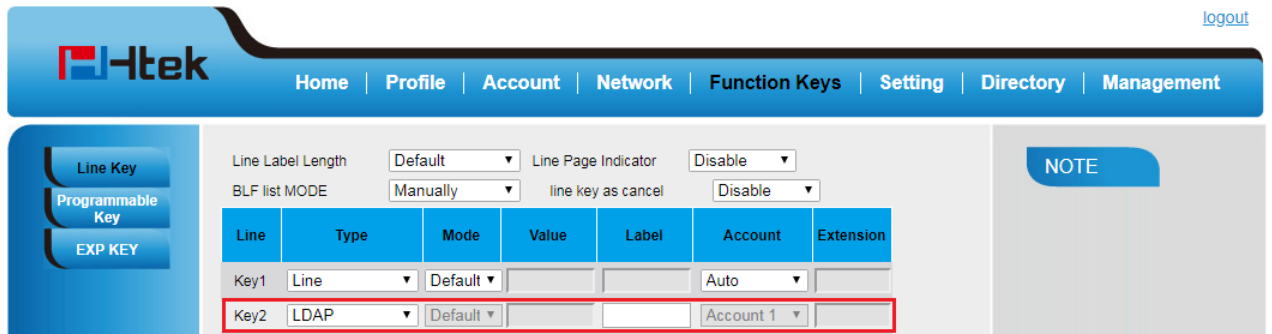 logout
Htek
Home | Profile | Account | Network | Function Keys | Setting | Directory | Management
Line Key
Programmable
Key
EXP KEY
Line Label Length Default Line Page Indicator Disable
BLF list MODE Manually line key as cancel Disable
Line Type Mode Value Label Account Extension
Key1 Line Default Auto
Key2 LDAP Default Account 1
NOTE